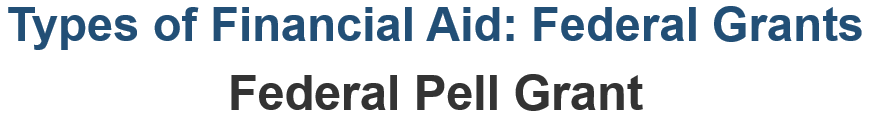 Types of Financial Aid: Federal Grants
Federal Pell Grant